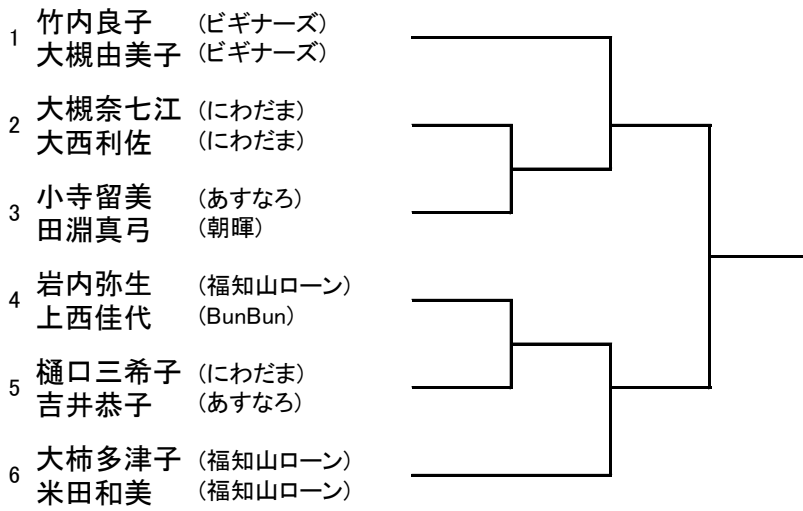 1 竹内良子 (ビギナーズ)
大槻由美子 (ビギナーズ)
2 大槻奈七江 (にわだま)
大西利佐 (にわだま)
3 小寺留美 (あすなろ)
田淵真弓 (朝暉)
4 岩内弥生 (福知山ローン)
上西佳代 (BunBun)
5 樋口三希子 (にわだま)
吉井恭子 (あすなろ)
6 大柿多津子 (福知山ローン)
米田和美 (福知山ローン)